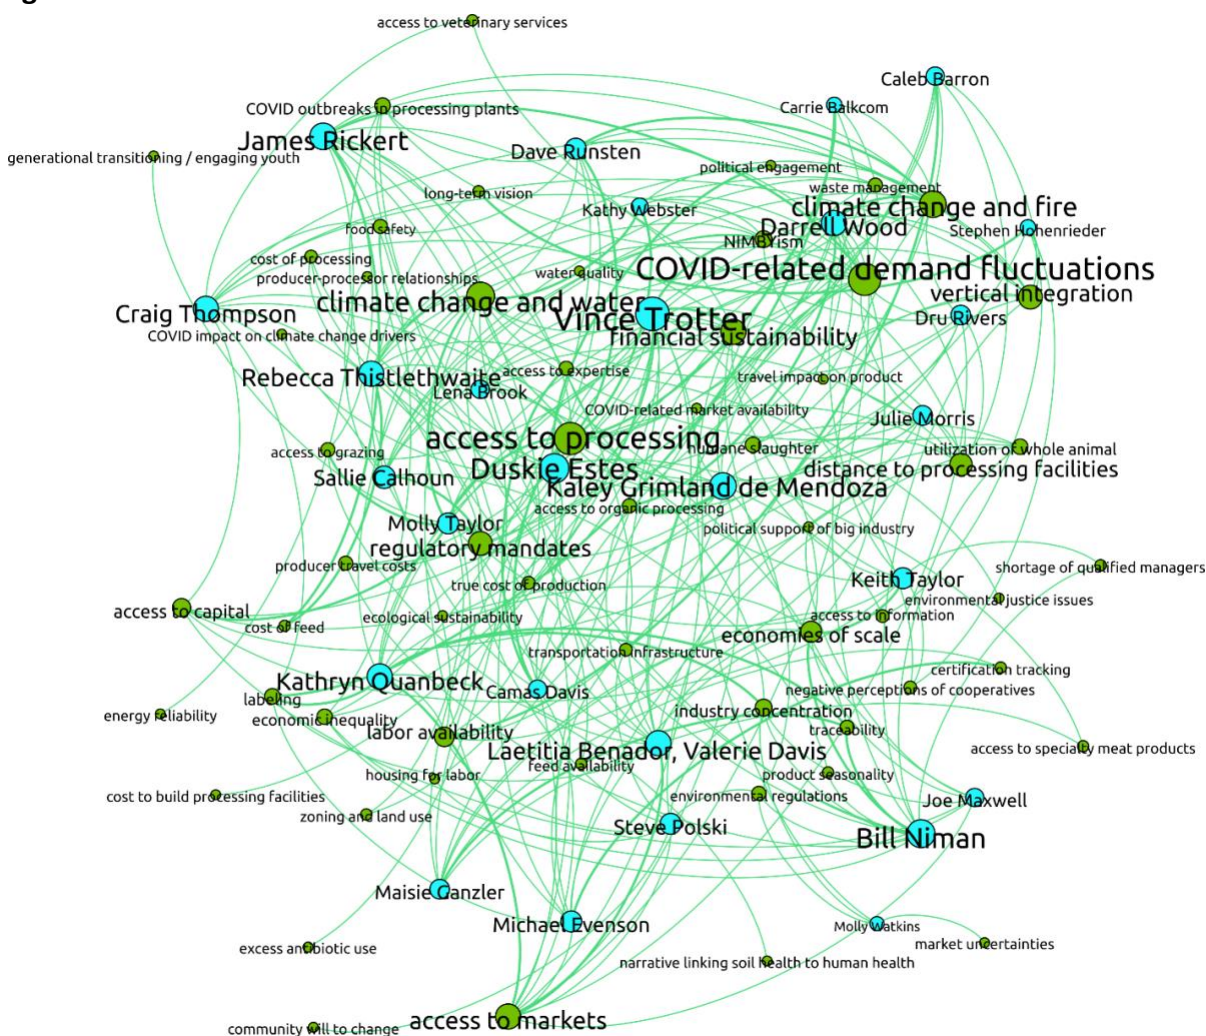 access to veterinary services
Caleb Barron
COVID outbreaks in processing plants
Carrie Balkcom
James Rickert
Dave Runsten
generational transitioning / engaging youth
political engagement
waste management
long-term vision
Kathy Webster
climate change and fire
Darrell Wood
Stephen Hohenrieder
food safety
NIMBYism
cost of processing
COVID-related demand fluctuations
water quality
producer-processor relationships
vertical integration
climate change and water
Craig Thompson
Vince Trotter
Dru Rivers
COVID impact on climate change drivers
financial sustainability
Rebecca Thistlethwaite
access to expertise
travel impact on product
Lena Brook
COVID-related market availability
Julie Morris
access to processing
humane slaughter
utilization of whole animal
access to grazing
Duskie Estes
distance to processing facilities
Sallie Calhoun
Kaley Grimland de Mendoza
access to organic processing
Molly Taylor
political support of big industry
regulatory mandates
producer travel costs
shortage of qualified managers
Keith Taylor
true cost of production
environmental justice issues
access to capital
ecological sustainability
access to information
cost of feed
economies of scale
transportation infrastructure
certification tracking
Kathryn Quanbeck
Camas Davis
negative perceptions of cooperatives
labeling
energy reliability
economic inequality
industry concentration
labor availability
traceability
Laetitia Benador, Valerie Davis
access to specialty meat products
feed availability
housing for labor
product seasonality
cost to build processing facilities
environmental regulations
Joe Maxwell
zoning and land use
Steve Polski
Bill Niman
Maisie Ganzler
Michael Evenson
Molly Watkins
excess antibiotic use
market uncertainties
narrative linking soil health to human health
access to markets
community will to change